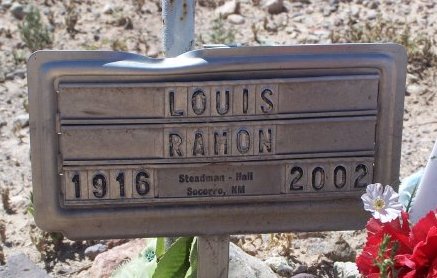 LOUIS
RAMON
1916 Steadman - Hall 2002
Socorro, NM